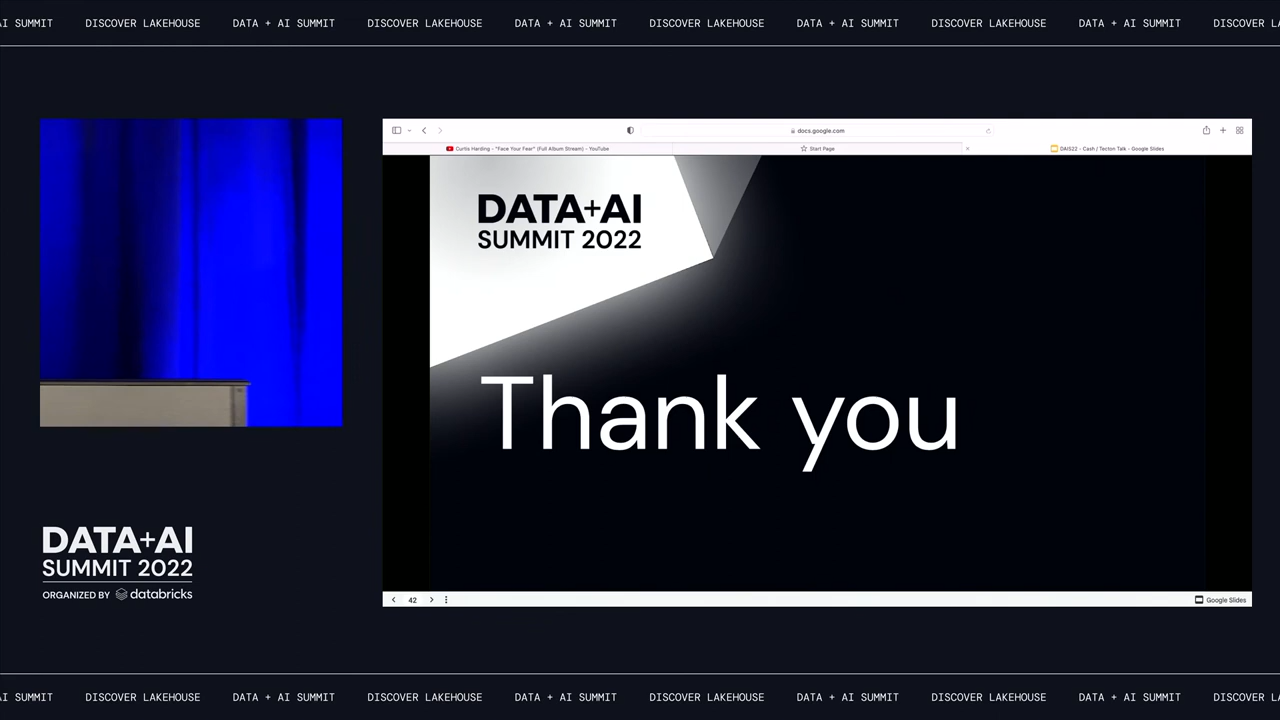 AI SUMMIT DISCOVER LAKEHOUSE DATA + AI SUMMIT DISCOVER LAKEHOUSE DATA + AI SUMMIT DISCOVER LAKEHOUSE DATA + AI SUMMIT DISCOVER LAKEHOUSE DATA + AI SUMMIT DISCOVER
docs.google.com
Curtis Harding - "Face Your Fear" (Full Album Stream) - YouTube
Start Page
DAIS22 - Cash / Tecton Talk - Google Slides
DATA+AI
SUMMIT 2022
Thank you
42
Google Slides
DATA+AI
SUMMIT 2022
ORGANIZED BY databricks
AI SUMMIT DISCOVER LAKEHOUSE DATA + AI SUMMIT DISCOVER LAKEHOUSE DATA + AI SUMMIT DISCOVER LAKEHOUSE DATA + AI SUMMIT DISCOVER LAKEHOUSE DATA + AI SUMMIT DISCOVER